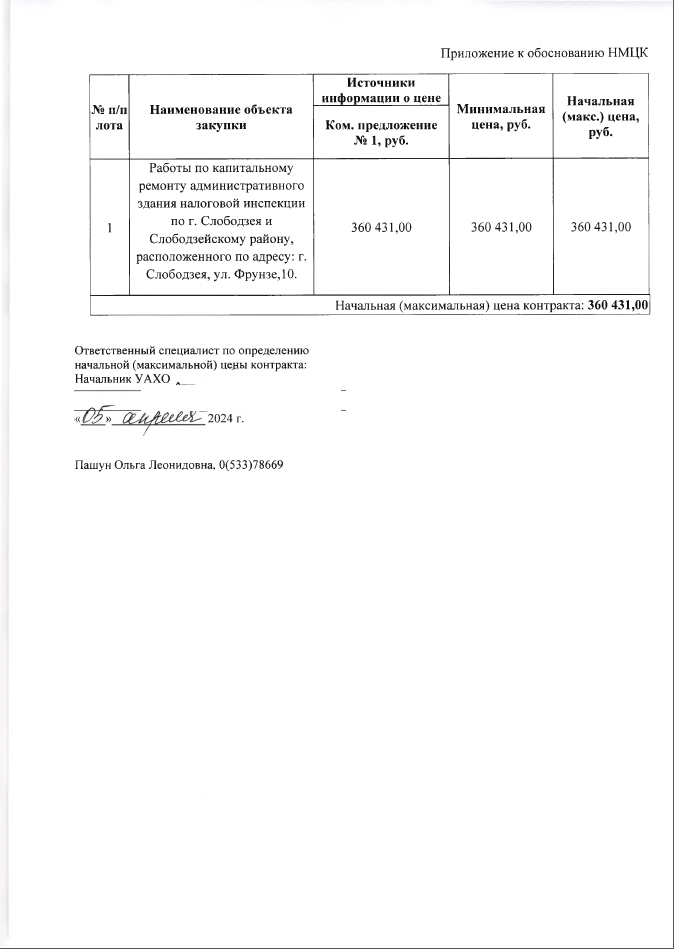 Приложение к обоснованию НМЦК
№ п/п лота
Наименование объекта закупки
Источники информации о цене
Ком. предложение № 1, руб.
Минимальная цена, руб.
Начальная (макс.) цена, руб.
1
Работы по капитальному
ремонту административного
здания налоговой инспекции
по г. Слободзея и
Слободзейскому району,
расположенного по адресу: г.
Слободзея, ул. Фрунзе,10.
360 431,00
360 431,00
360 431,00
Начальная (максимальная) цена контракта: 360 431,00
Ответственный специалист по определению
начальной (максимальной) цены контракта:
Начальник УАХО
«05» апреля 2024 г.
Пашун Ольга Леонидовна, 0(533)78669